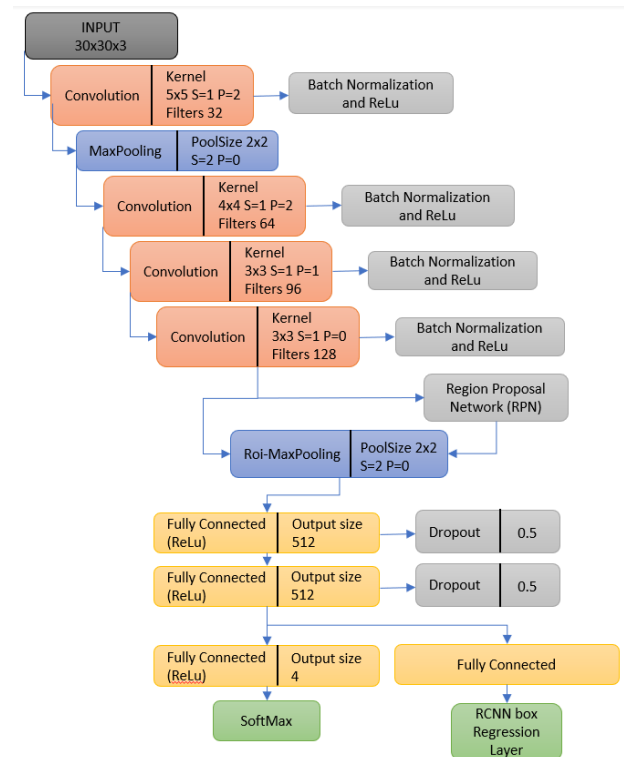 INPUT
30x30x3
Convolution
Kernel
5x5 S=1 P=2
Filters 32
Batch Normalization
and ReLu
MaxPooling
PoolSize 2x2
S=2 P=0
Convolution
Kernel
4x4 S=1 P=2
Filters 64
Batch Normalization
and ReLu
Convolution
Kernel
3x3 S=1 P=1
Filters 96
Batch Normalization
and ReLu
Convolution
Kernel
3x3 S=1 P=0
Filters 128
Batch Normalization
and ReLu
Region Proposal
Network (RPN)
Roi-MaxPooling
PoolSize 2x2
S=2 P=0
Fully Connected
(ReLu)
Output size
512
Dropout
0.5
Fully Connected
(ReLu)
Output size
512
Dropout
0.5
Fully Connected
(ReLu)
Output size
4
Fully Connected
SoftMax
RCNN box
Regression
Layer